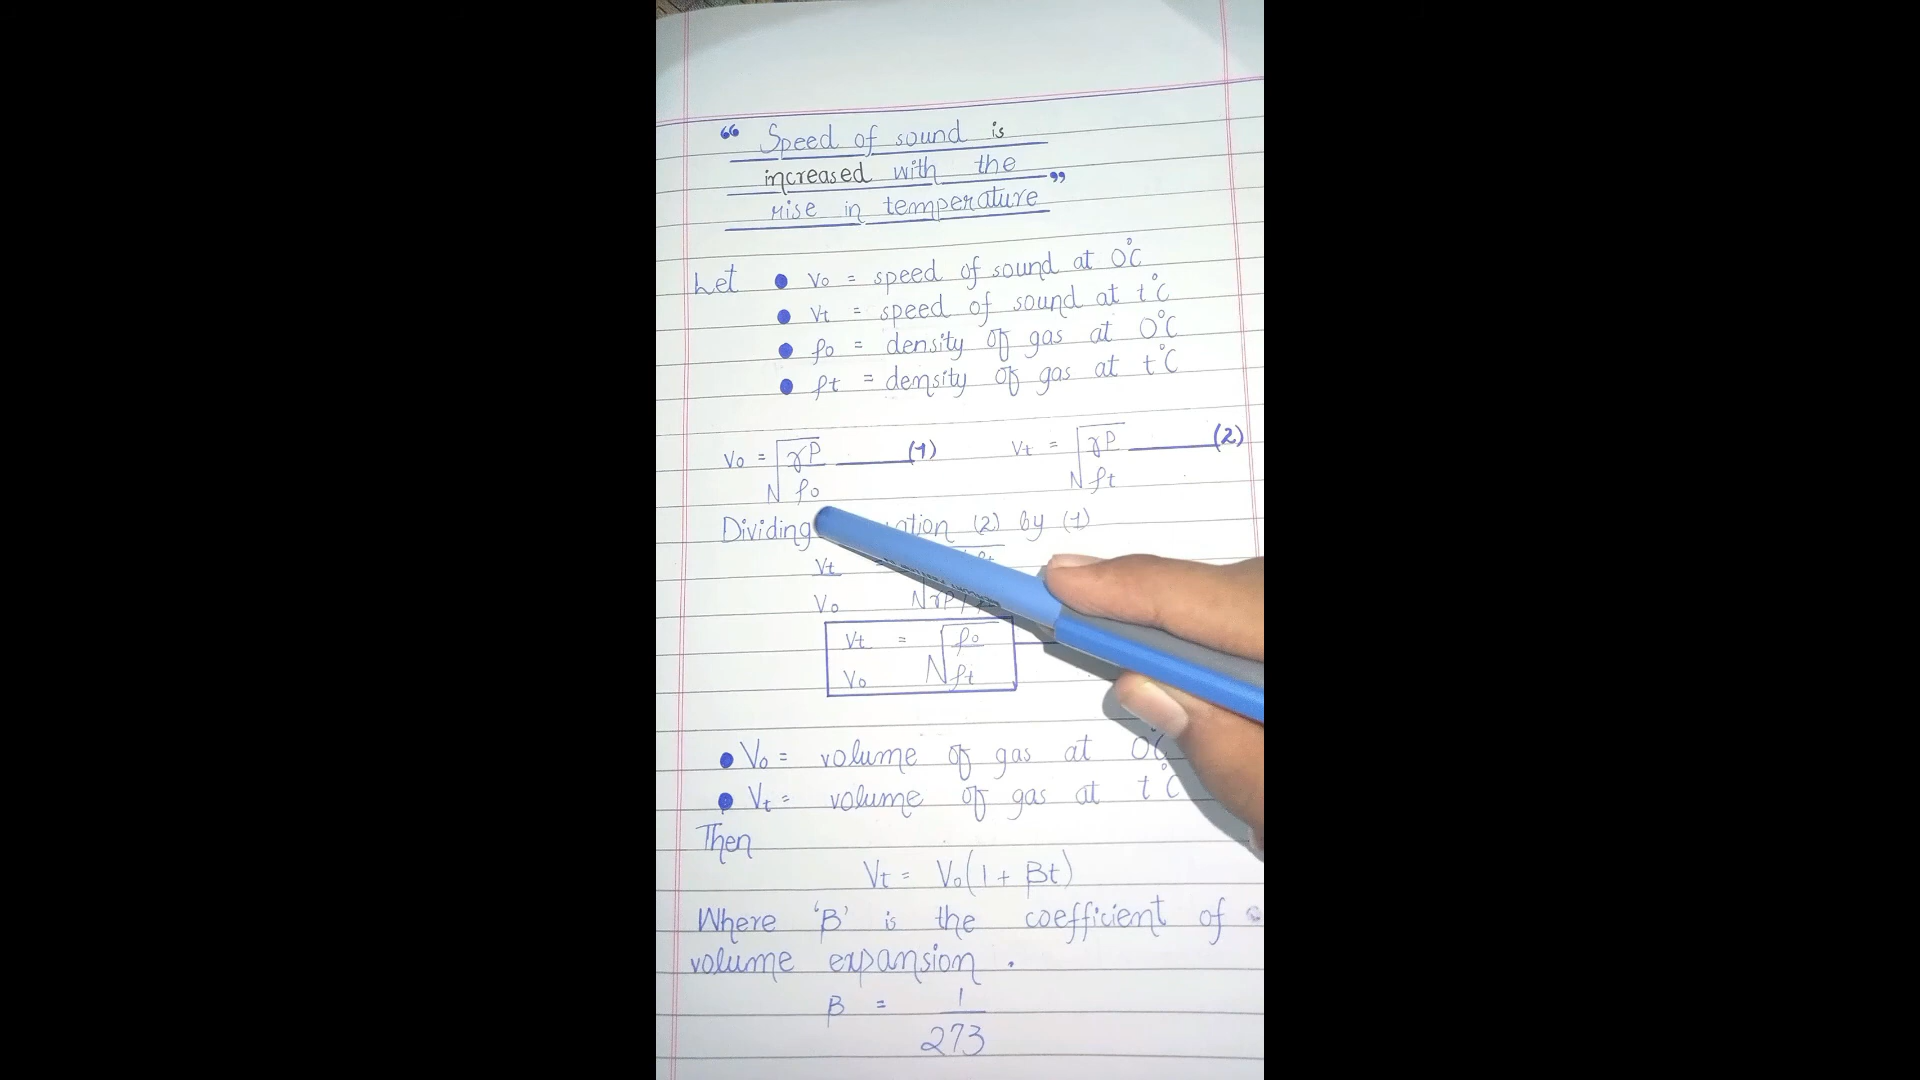 “ Speed of sound is
increased with the
rise in temperature ”
Let • v₀ = speed of sound at 0°C
• vt = speed of sound at t°C
• ρ₀ = density of gas at 0°C
• ρt = density of gas at t°C
v₀ = √(γP/ρ₀) (1) vt = √(γP/ρt) (2)
Dividing (2) by (1)
vt
v₀
vt/v₀ = √(ρ₀/ρt)
• V₀ = volume of gas at 0°C
• Vt = volume of gas at t°C
Then
Vt = V₀(1 + βt)
Where ‘β’ is the coefficient of
volume expansion .
β = 1/273